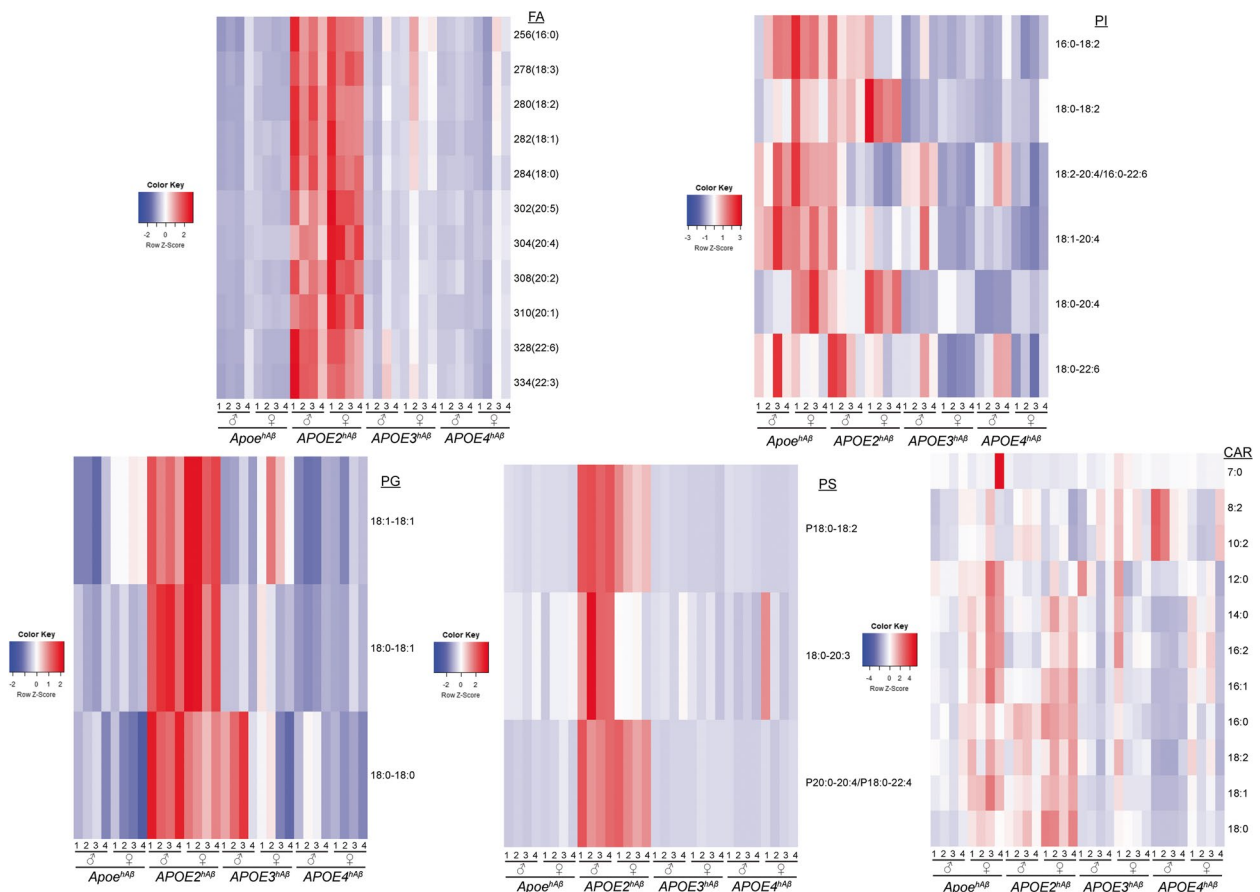 FA
256(16:0)
278(18:3)
280(18:2)
282(18:1)
284(18:0)
302(20:5)
304(20:4)
308(20:2)
310(20:1)
328(22:6)
334(22:3)
Color Key
-2 0 2
Row Z-Score
1 2 3 4 1 2 3 4 1 2 3 4 1 2 3 4 1 2 3 4 1 2 3 4 1 2 3 4 1 2 3 4
♂ ♀ ♂ ♀ ♂ ♀ ♂ ♀
Apoe^hAβ APOE2^hAβ APOE3^hAβ APOE4^hAβ
PI
16:0-18:2
18:0-18:2
18:2-20:4/16:0-22:6
18:1-20:4
18:0-20:4
18:0-22:6
Color Key
-3 -1 1 3
Row Z-Score
1 2 3 4 1 2 3 4 1 2 3 4 1 2 3 4 1 2 3 4 1 2 3 4 1 2 3 4 1 2 3 4
♂ ♀ ♂ ♀ ♂ ♀ ♂ ♀
Apoe^hAβ APOE2^hAβ APOE3^hAβ APOE4^hAβ
PG
18:1-18:1
18:0-18:1
18:0-18:0
Color Key
-2 0 1 2
Row Z-Score
1 2 3 4 1 2 3 4 1 2 3 4 1 2 3 4 1 2 3 4 1 2 3 4 1 2 3 4 1 2 3 4
♂ ♀ ♂ ♀ ♂ ♀ ♂ ♀
Apoe^hAβ APOE2^hAβ APOE3^hAβ APOE4^hAβ
PS
P18:0-18:2
18:0-20:3
P20:0-20:4/P18:0-22:4
Color Key
-2 0 2
Row Z-Score
1 2 3 4 1 2 3 4 1 2 3 4 1 2 3 4 1 2 3 4 1 2 3 4 1 2 3 4 1 2 3 4
♂ ♀ ♂ ♀ ♂ ♀ ♂ ♀
Apoe^hAβ APOE2^hAβ APOE3^hAβ APOE4^hAβ
CAR
7:0
8:2
10:2
12:0
14:0
16:2
16:1
16:0
18:2
18:1
18:0
Color Key
-4 0 2 4
Row Z-Score
1 2 3 4 1 2 3 4 1 2 3 4 1 2 3 4 1 2 3 4 1 2 3 4 1 2 3 4 1 2 3 4
♂ ♀ ♂ ♀ ♂ ♀ ♂ ♀
Apoe^hAβ APOE2^hAβ APOE3^hAβ APOE4^hAβ